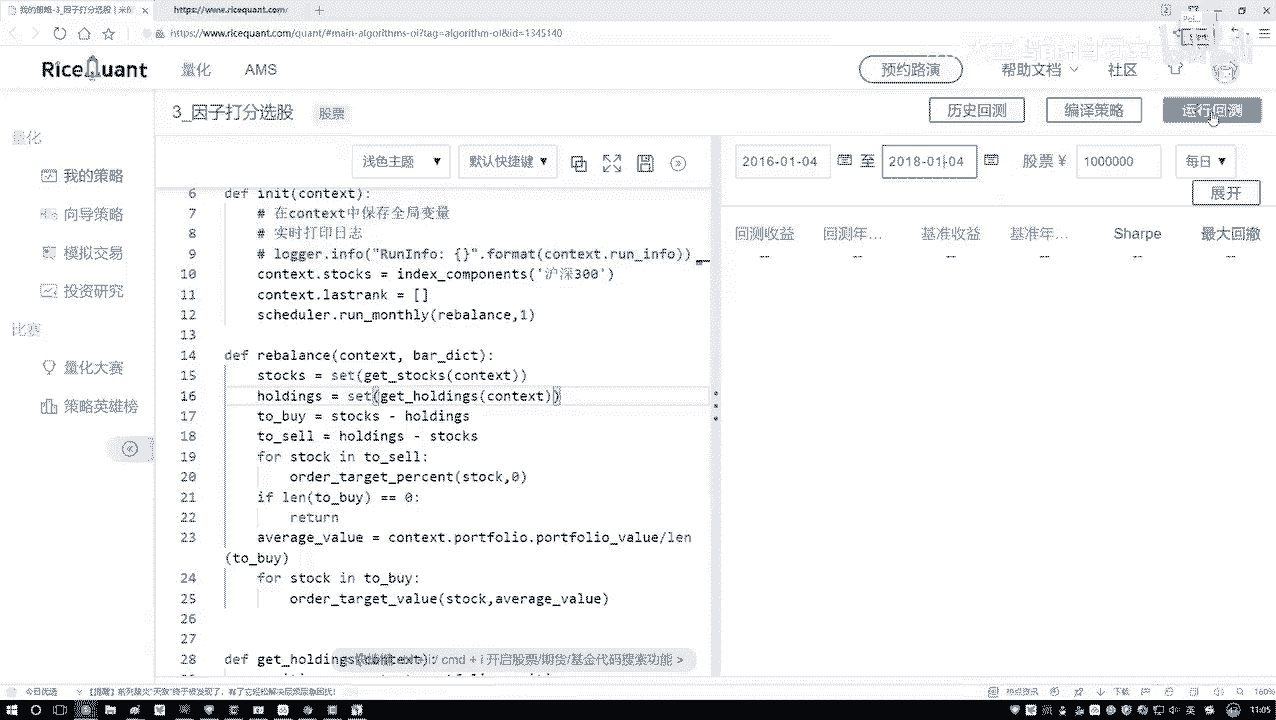 我的策略-3_因子打分选股 | 米
https://www.ricequant.com/
https://www.ricequant.com/quant/#main-algorithms-ol?tag=algorithm-ol&id=1345140
RiceQuant
量化
AMS
预约路演
帮助文档
社区
3_因子打分选股
股票
历史回测
编译策略
运行回测
量化
我的策略
向导策略
模拟交易
投资研究
比赛
量化大赛
策略英雄榜
浅色主题
默认快捷键
2016-01-04
至
2018-01-04
股票 ¥
1000000
每日
展开
回测收益
回测年...
基准收益
基准年...
Sharpe
最大回撤
--
--
--
--
--
--
6 def init(context):
7 # 在context中保存全局变量
8 # 实时打印日志
9 # logger.info("RunInfo: {}".format(context.run_info))
10 context.stocks = index_components('沪深300')
11 context.lastrank = []
12 scheduler.run_monthly(rebalance,1)
13
14 def rebalance(context, bar_dict):
15 stocks = set(get_stocks(context))
16 holdings = set(get_holdings(context))
17 to_buy = stocks - holdings
18 to_sell = holdings - stocks
19 for stock in to_sell:
20 order_target_percent(stock,0)
21 if len(to_buy) == 0:
22 return
23 average_value = context.portfolio.portfolio_value/len
(to_buy)
24 for stock in to_buy:
25 order_target_value(stock,average_value)
26
27
28 def get_holdings(context):
/ cmd + i 开启股票/期货/基金代码搜索功能 >
今日优选
热点资讯
下载
160%
英
11:05